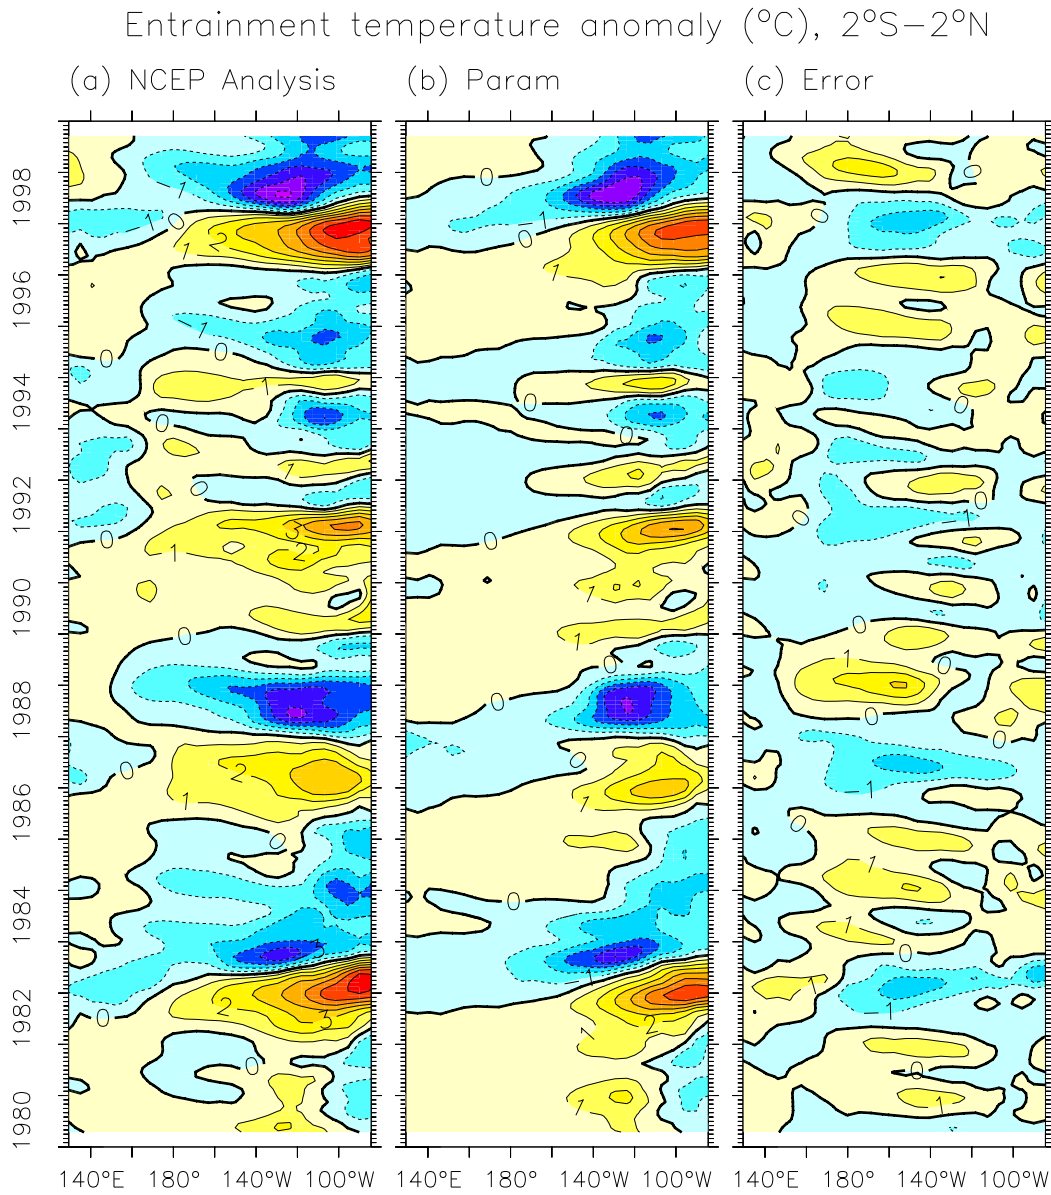 Entrainment temperature anomaly (°C), 2°S−2°N
(a) NCEP Analysis
(b) Param
(c) Error
1998
1996
1994
1992
1990
1988
1986
1984
1982
1980
140°E 180° 140°W 100°W
140°E 180° 140°W 100°W
140°E 180° 140°W 100°W